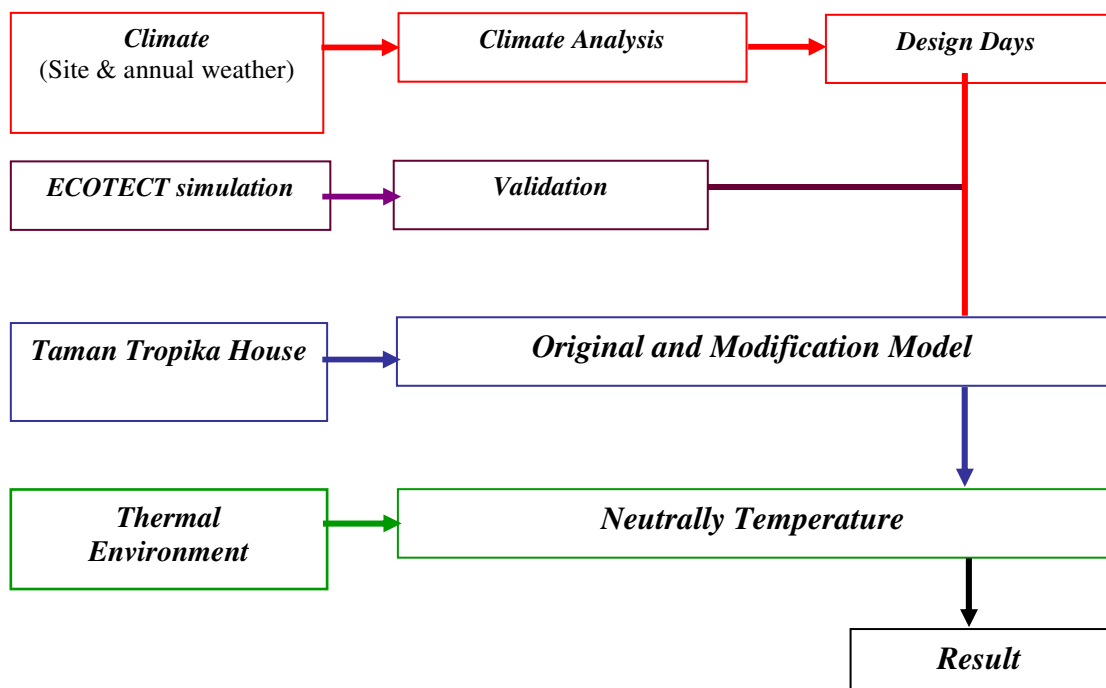 Climate
(Site & annual weather)
Climate Analysis
Design Days
ECOTECT simulation
Validation
Taman Tropika House
Original and Modification Model
Thermal
Environment
Neutrally Temperature
Result